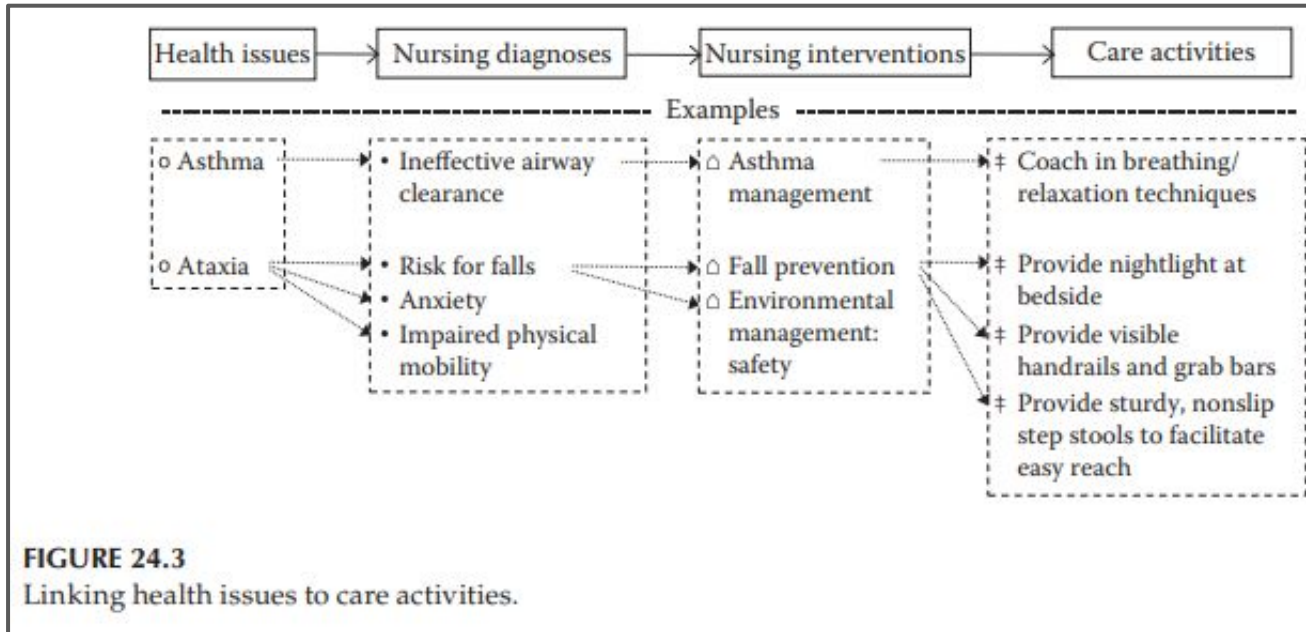 Health issues
Nursing diagnoses
Nursing interventions
Care activities
Examples
o Asthma
o Ataxia
• Ineffective airway
clearance
• Risk for falls
• Anxiety
• Impaired physical
mobility
⌂ Asthma
management
⌂ Fall prevention
⌂ Environmental
management:
safety
‡ Coach in breathing/
relaxation techniques
‡ Provide nightlight at
bedside
‡ Provide visible
handrails and grab bars
‡ Provide sturdy, nonslip
step stools to facilitate
easy reach
FIGURE 24.3
Linking health issues to care activities.